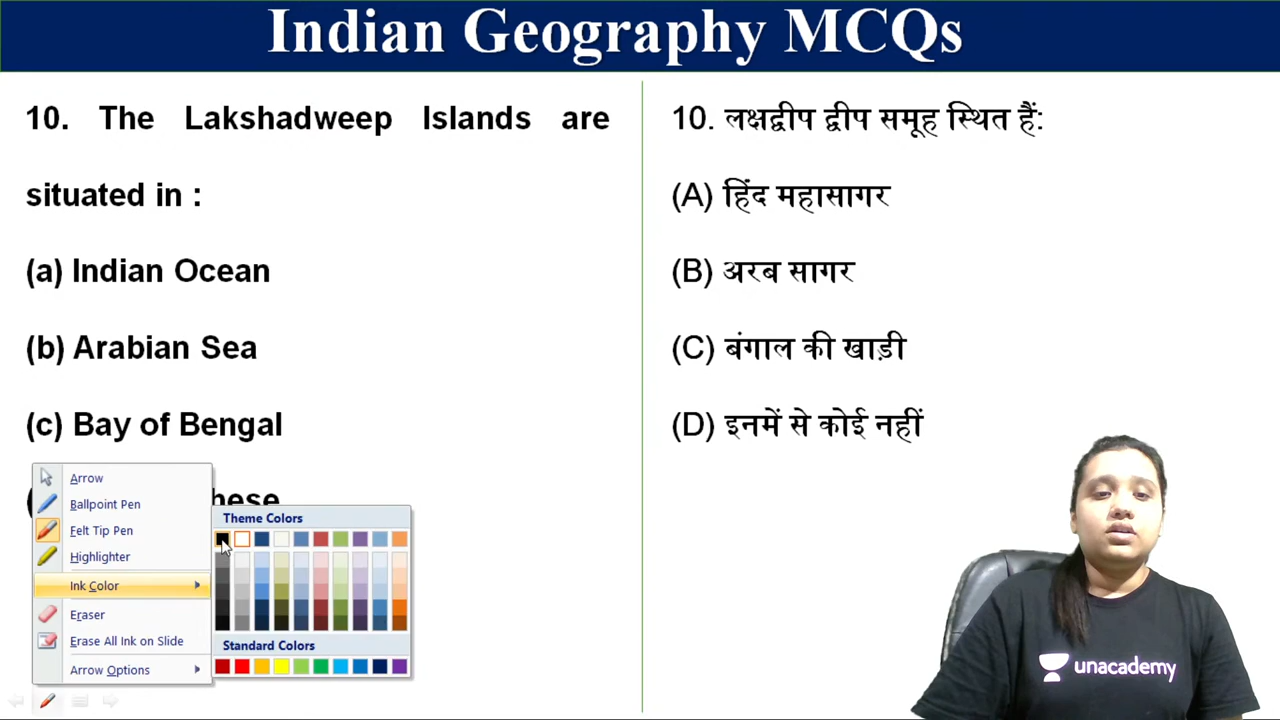 Indian Geography MCQs
10. The Lakshadweep Islands are
situated in :
(a) Indian Ocean
(b) Arabian Sea
(c) Bay of Bengal
10. लक्षद्वीप द्वीप समूह स्थित हैं:
(A) हिंद महासागर
(B) अरब सागर
(C) बंगाल की खाड़ी
(D) इनमें से कोई नहीं
Arrow
Ballpoint Pen
Felt Tip Pen
Highlighter
Ink Color
Eraser
Erase All Ink on Slide
Arrow Options
Theme Colors
Standard Colors
unacademy